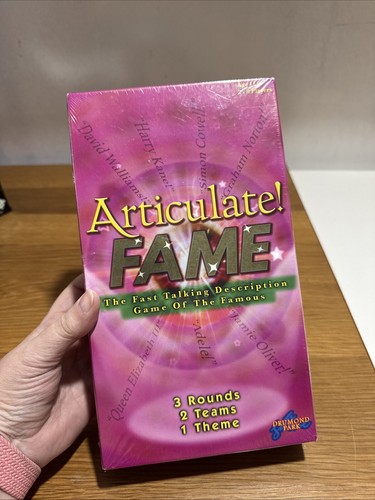 "David Walliams"
"Harry Kane"
"Simon Cowell"
"Graham Norton"
Articulate!
FAME
The Fast Talking Description
Game Of The Famous
"Queen Elizabeth
"Adele"
"Jamie Oliver"
3 Rounds
2 Teams
1 Theme
DRUMOND
PARK